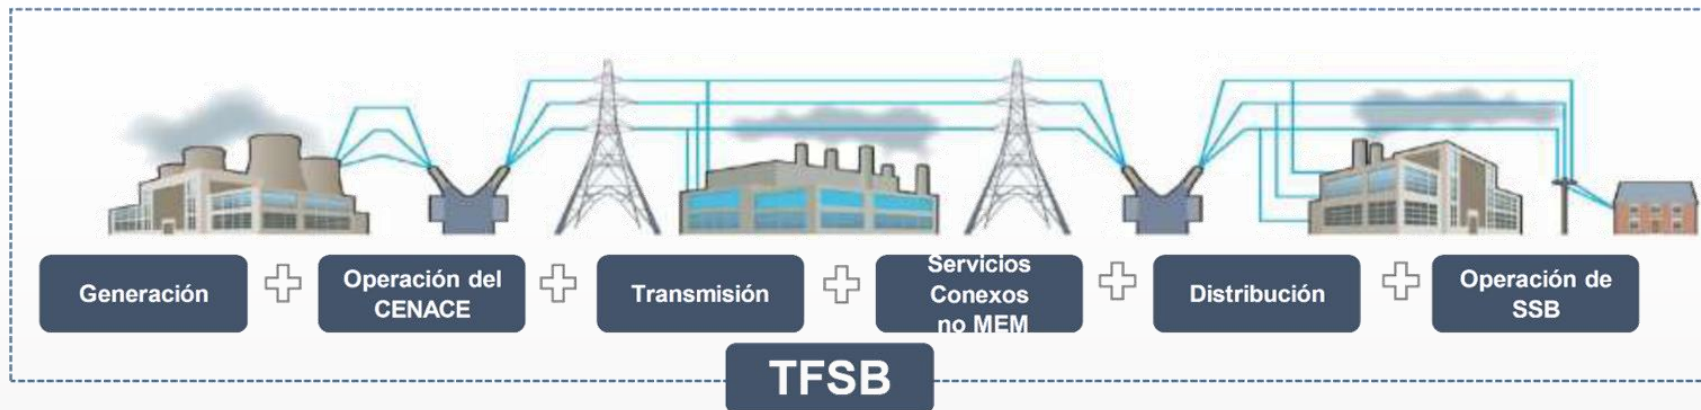 Generación
Operación del
CENACE
Transmisión
Servicios
Conexos
no MEM
Distribución
Operación de
SSB
TFSB